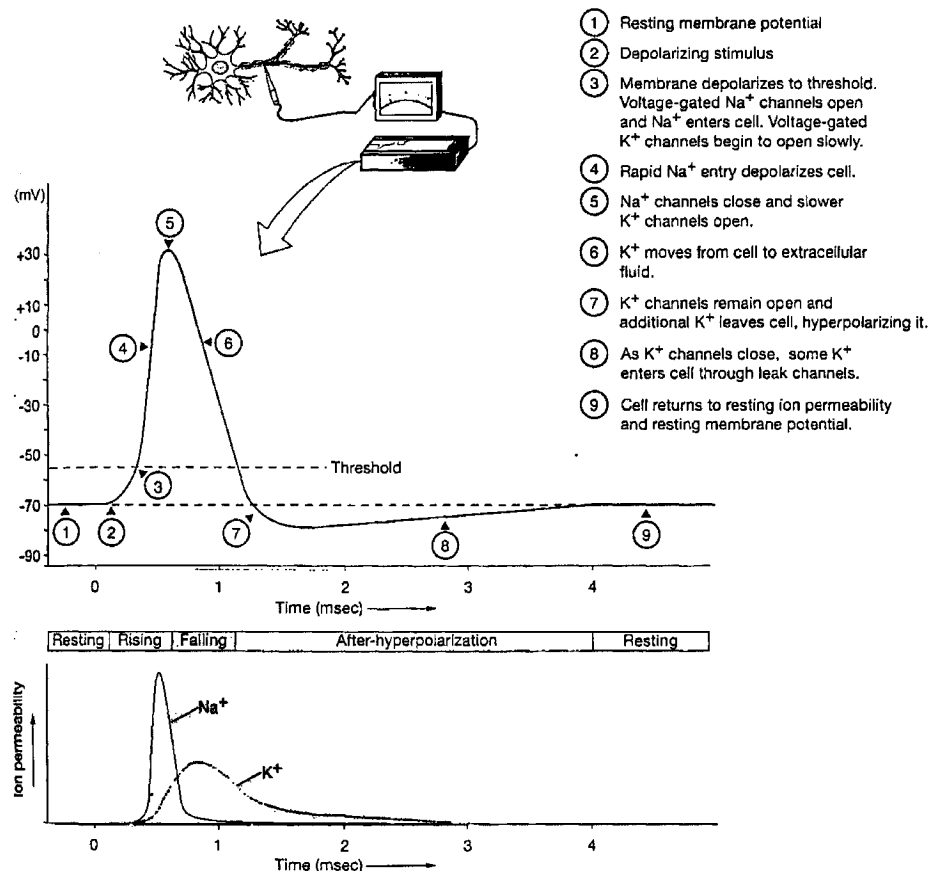 1 Resting membrane potential
2 Depolarizing stimulus
3 Membrane depolarizes to threshold.
Voltage-gated Na+ channels open
and Na+ enters cell. Voltage-gated
K+ channels begin to open slowly.
4 Rapid Na+ entry depolarizes cell.
5 Na+ channels close and slower
K+ channels open.
6 K+ moves from cell to extracellular
fluid.
7 K+ channels remain open and
additional K+ leaves cell, hyperpolarizing it.
8 As K+ channels close, some K+
enters cell through leak channels.
9 Cell returns to resting ion permeability
and resting membrane potential.
(mV)
5
+30
+10
0
-10
4
6
-30
-50
Threshold
3
-70
1
2
7
8
9
-90
0 1 2 3 4
Time (msec)
Resting Rising Falling After-hyperpolarization Resting
Ion permeability
Na+
K+
0 1 2 3 4
Time (msec)